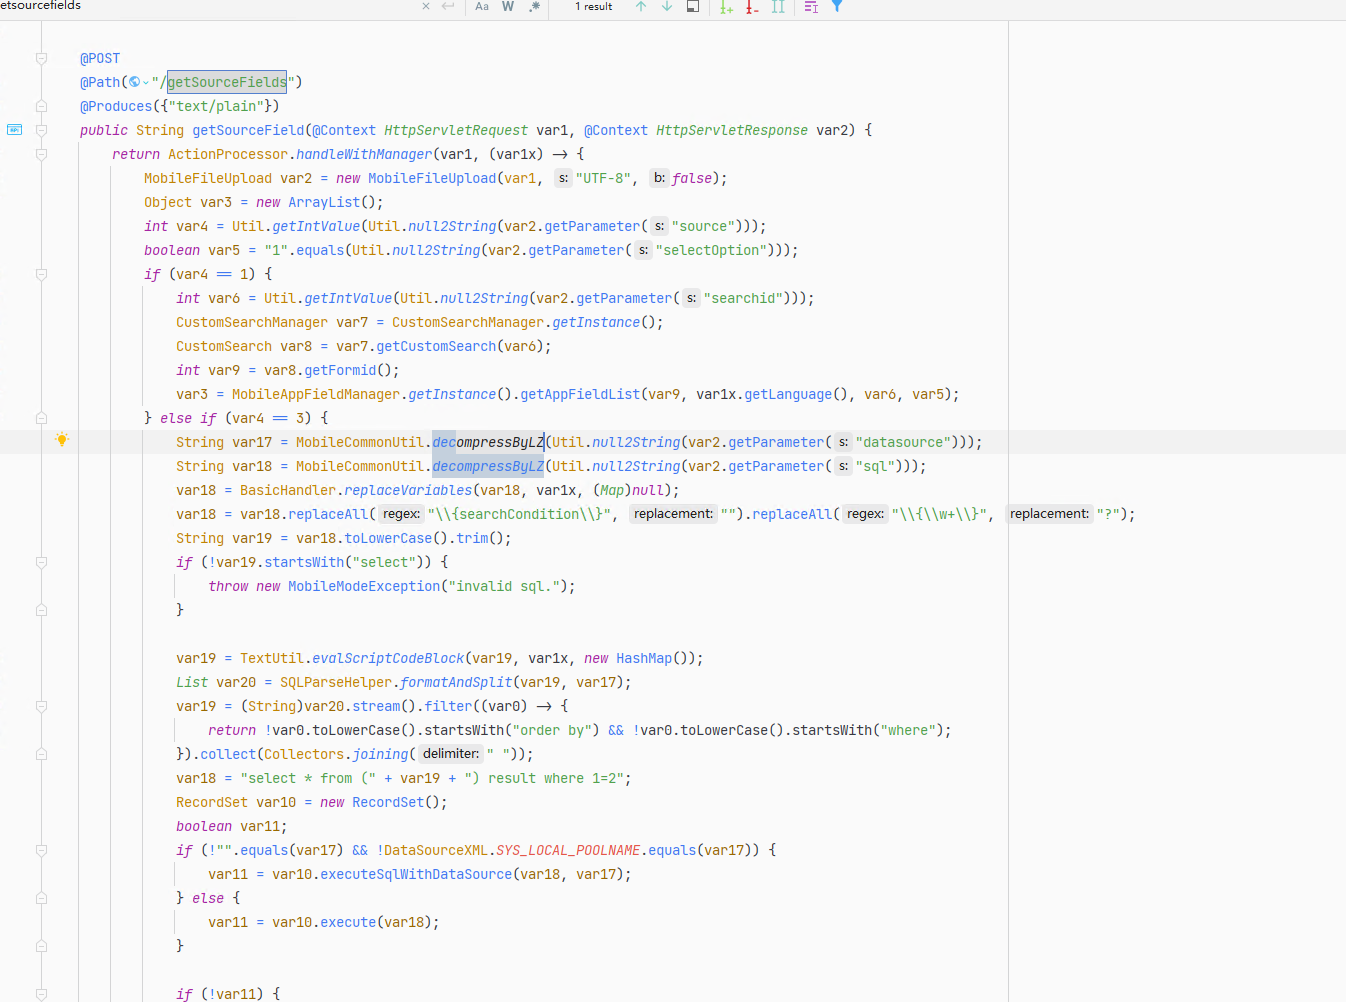 etsourcefields × Aa W .* 1 result
@POST
@Path("/getSourceFields")
@Produces({"text/plain"})
public String getSourceField(@Context HttpServletRequest var1, @Context HttpServletResponse var2) {
return ActionProcessor.handleWithManager(var1, (var1x) -> {
MobileFileUpload var2 = new MobileFileUpload(var1, s: "UTF-8", b: false);
Object var3 = new ArrayList();
int var4 = Util.getIntValue(Util.null2String(var2.getParameter( s: "source")));
boolean var5 = "1".equals(Util.null2String(var2.getParameter( s: "selectOption")));
if (var4 == 1) {
int var6 = Util.getIntValue(Util.null2String(var2.getParameter( s: "searchid")));
CustomSearchManager var7 = CustomSearchManager.getInstance();
CustomSearch var8 = var7.getCustomSearch(var6);
int var9 = var8.getFormid();
var3 = MobileAppFieldManager.getInstance().getAppFieldList(var9, var1x.getLanguage(), var6, var5);
} else if (var4 == 3) {
String var17 = MobileCommonUtil.decompressByLZ(Util.null2String(var2.getParameter( s: "datasource")));
String var18 = MobileCommonUtil.decompressByLZ(Util.null2String(var2.getParameter( s: "sql")));
var18 = BasicHandler.replaceVariables(var18, var1x, (Map)null);
var18 = var18.replaceAll( regex: "\\{searchCondition\\}", replacement: "").replaceAll( regex: "\\{\\w+\\}", replacement: "?");
String var19 = var18.toLowerCase().trim();
if (!var19.startsWith("select")) {
throw new MobileModeException("invalid sql.");
}
var19 = TextUtil.evalScriptCodeBlock(var19, var1x, new HashMap());
List var20 = SQLParseHelper.formatAndSplit(var19, var17);
var19 = (String)var20.stream().filter((var0) -> {
return !var0.toLowerCase().startsWith("order by") && !var0.toLowerCase().startsWith("where");
}).collect(Collectors.joining( delimiter: " "));
var18 = "select * from (" + var19 + ") result where 1=2";
RecordSet var10 = new RecordSet();
boolean var11;
if (!"".equals(var17) && !DataSourceXML.SYS_LOCAL_POOLNAME.equals(var17)) {
var11 = var10.executeSqlWithDataSource(var18, var17);
} else {
var11 = var10.execute(var18);
}
if (!var11) {